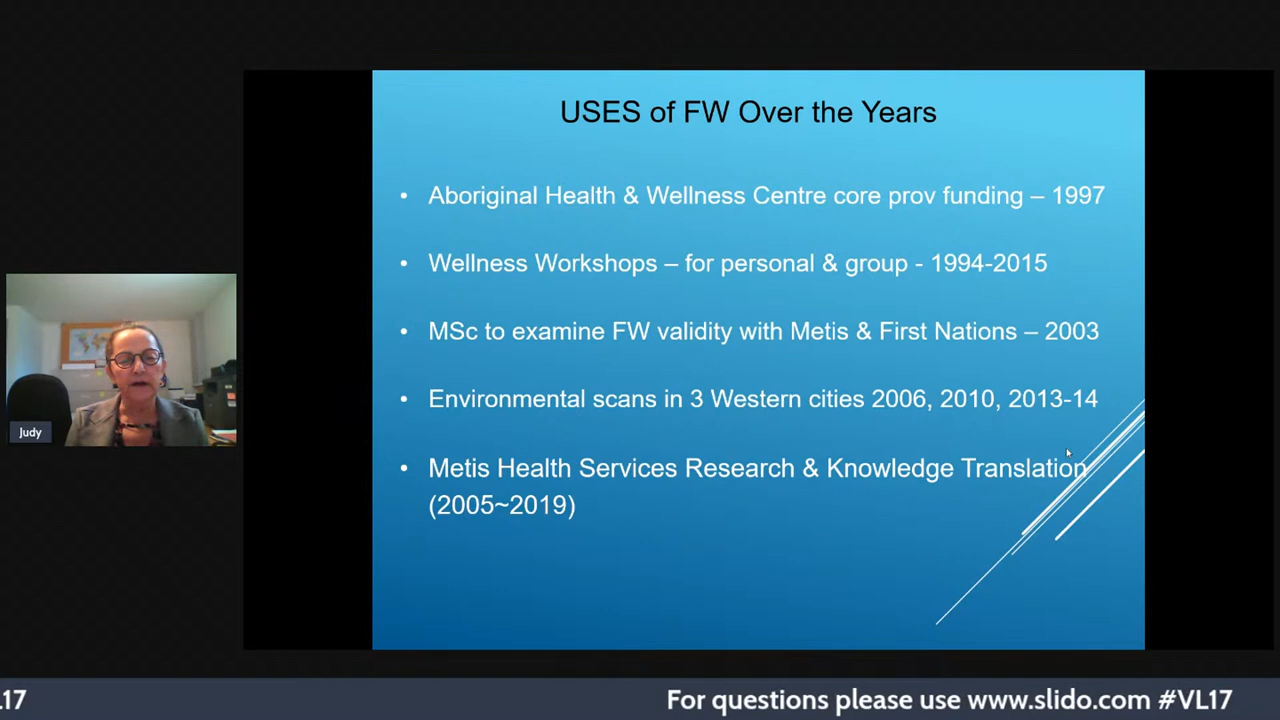 USES of FW Over the Years
• Aboriginal Health & Wellness Centre core prov funding – 1997
• Wellness Workshops – for personal & group - 1994-2015
• MSc to examine FW validity with Metis & First Nations – 2003
• Environmental scans in 3 Western cities 2006, 2010, 2013-14
• Metis Health Services Research & Knowledge Translation
(2005~2019)
Judy
L17
For questions please use www.slido.com #VL17